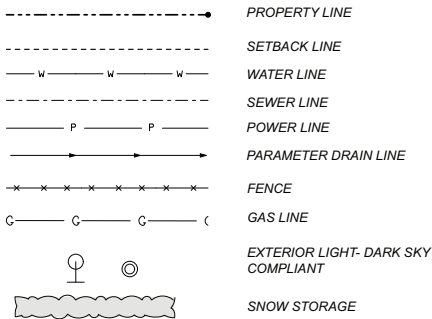 PROPERTY LINE
SETBACK LINE
W W W WATER LINE
SEWER LINE
P P POWER LINE
PARAMETER DRAIN LINE
FENCE
G G G GAS LINE
EXTERIOR LIGHT- DARK SKY
COMPLIANT
SNOW STORAGE